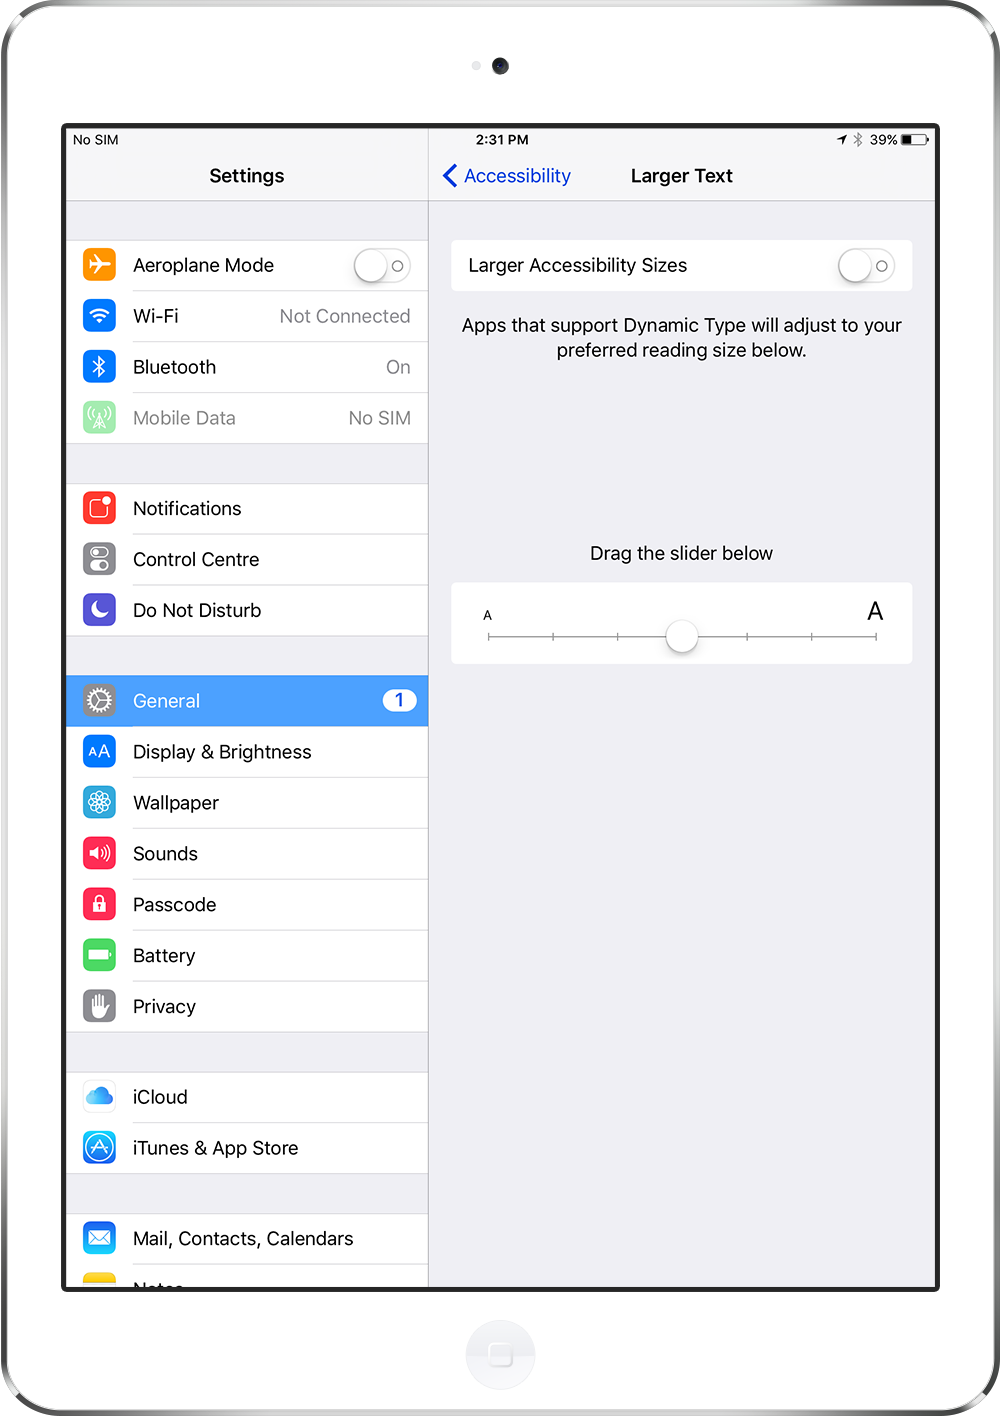 No SIM
2:31 PM
39%
Settings
Accessibility
Larger Text
Aeroplane Mode
Wi-Fi
Not Connected
Bluetooth
On
Mobile Data
No SIM
Notifications
Control Centre
Do Not Disturb
General
1
AA
Display & Brightness
Wallpaper
Sounds
Passcode
Battery
Privacy
iCloud
iTunes & App Store
Mail, Contacts, Calendars
Notes
Larger Accessibility Sizes
Apps that support Dynamic Type will adjust to your
preferred reading size below.
Drag the slider below
A
A